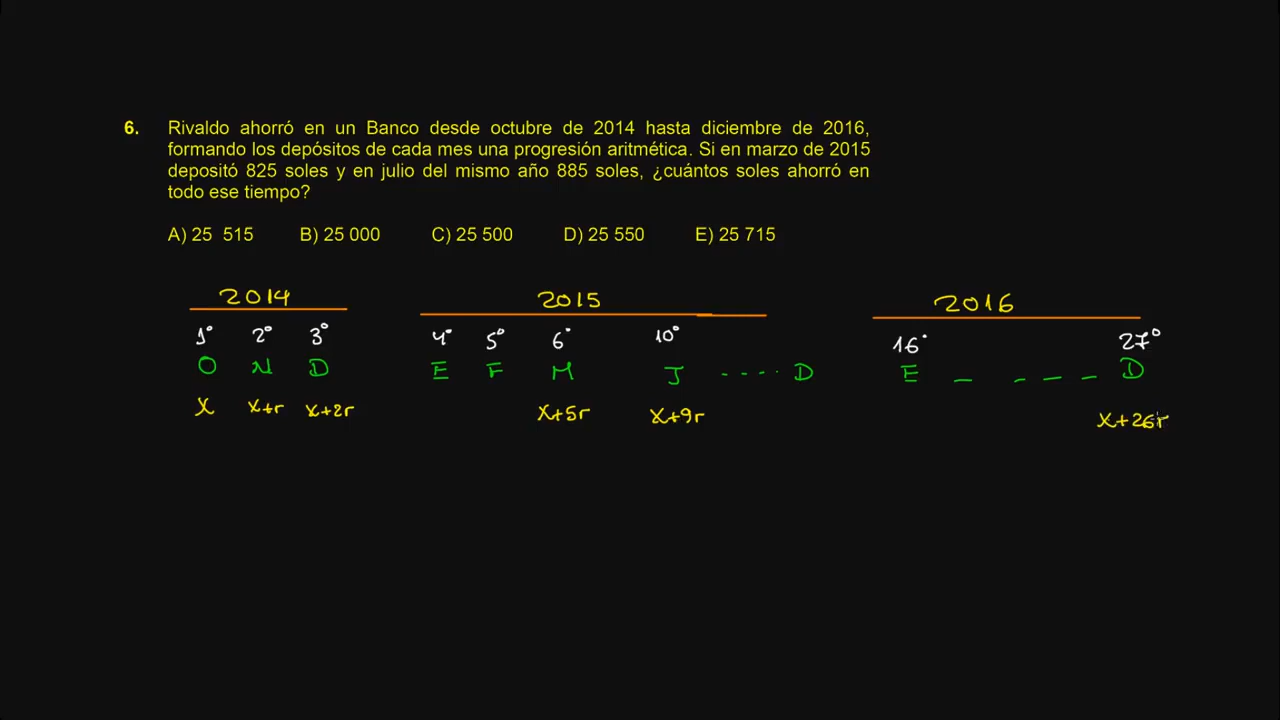 6. Rivaldo ahorró en un Banco desde octubre de 2014 hasta diciembre de 2016,
formando los depósitos de cada mes una progresión aritmética. Si en marzo de 2015
depositó 825 soles y en julio del mismo año 885 soles, ¿cuántos soles ahorró en
todo ese tiempo?
A) 25 515 B) 25 000 C) 25 500 D) 25 550 E) 25 715
2014 2015 2016
1° 2° 3° 4° 5° 6° 10° 16° 27°
O N D E F M J ---- D E - - - - D
x x+r x+2r x+5r x+9r x+26r